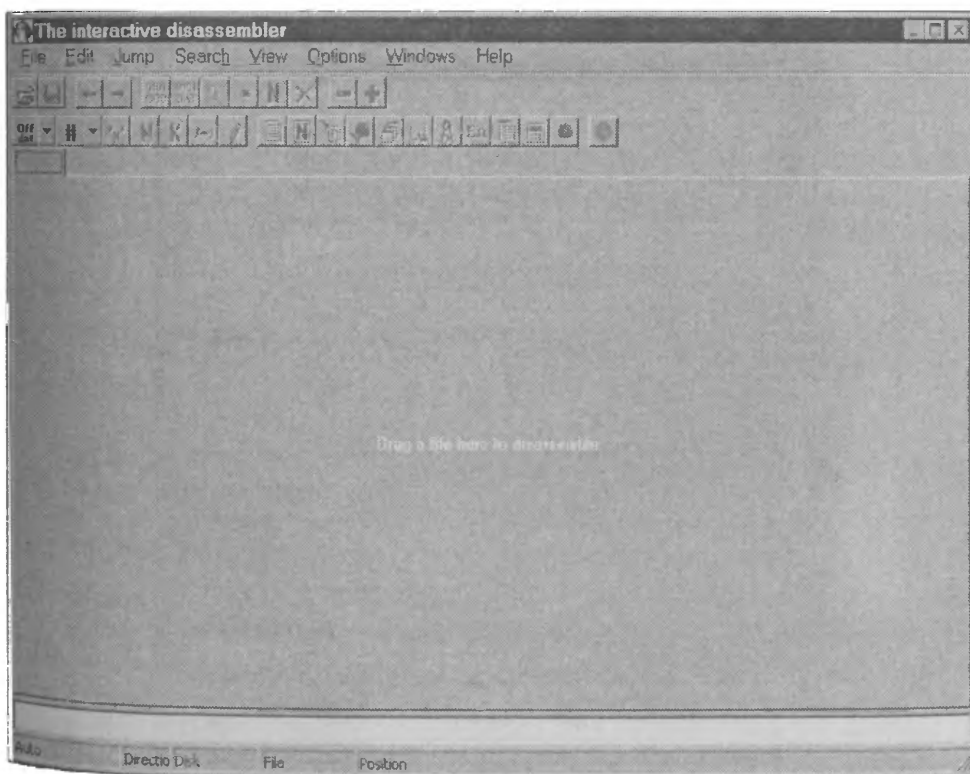 The interactive disassembler
File Edit Jump Search View Options Windows Help
Off N X
N K N En
Drag a file here to disassemble
Auto Directio Disk File Position